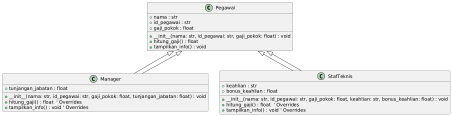 C Pegawai
nama : str
id_pegawai : str
gaji_pokok : float
__init__(nama: str, id_pegawai: str, gaji_pokok: float) : void
hitung_gaji() : float
tampilkan_info() : void
C Manager
tunjangan_jabatan : float
__init__(nama: str, id_pegawai: str, gaji_pokok: float, tunjangan_jabatan: float) : void
hitung_gaji() : float ' Overrides
tampilkan_info() : void ' Overrides
C StafTeknis
keahlian : str
bonus_keahlian : float
__init__(nama: str, id_pegawai: str, gaji_pokok: float, keahlian: str, bonus_keahlian: float) : void
hitung_gaji() : float ' Overrides
tampilkan_info() : void ' Overrides